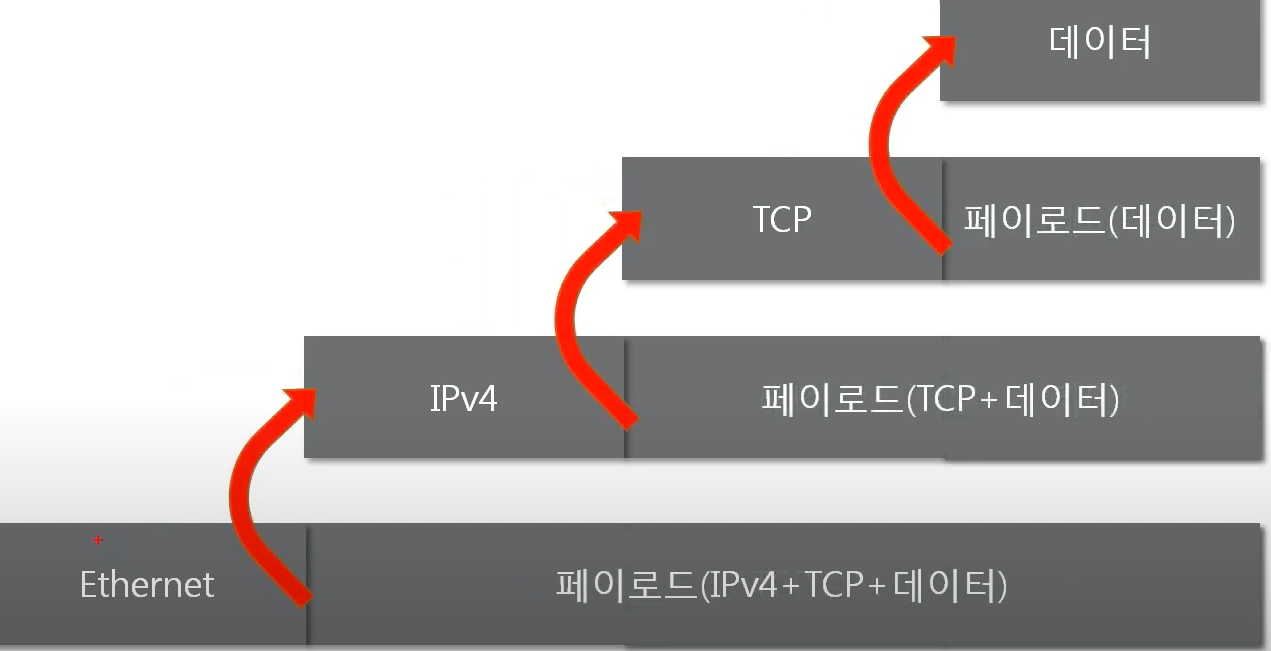 데이터
TCP
페이로드(데이터)
IPv4
페이로드(TCP+데이터)
Ethernet
페이로드(IPv4+TCP+데이터)